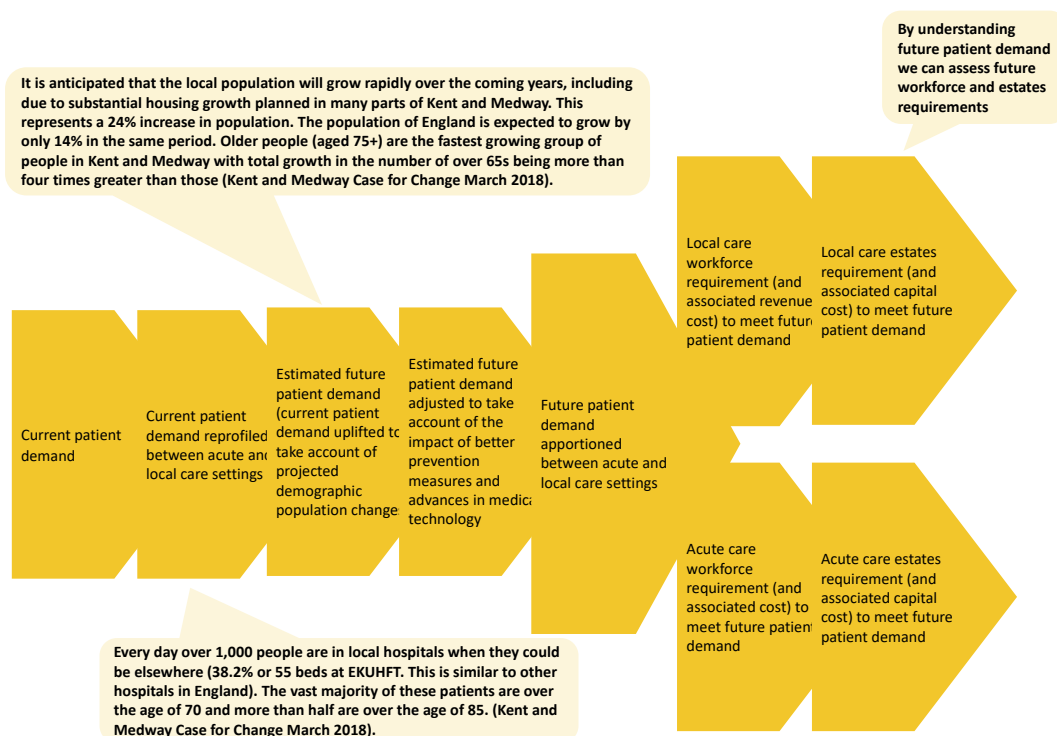 By understanding
future patient demand
we can assess future
workforce and estates
requirements
It is anticipated that the local population will grow rapidly over the coming years, including
due to substantial housing growth planned in many parts of Kent and Medway. This
represents a 24% increase in population. The population of England is expected to grow by
only 14% in the same period. Older people (aged 75+) are the fastest growing group of
people in Kent and Medway with total growth in the number of over 65s being more than
four times greater than those (Kent and Medway Case for Change March 2018).
Current patient
demand
Current patient
demand reprofiled
between acute and
local care settings
Estimated future
patient demand
(current patient
demand uplifted to
take account of
projected
demographic
population change
Estimated future
patient demand
adjusted to take
account of the
impact of better
prevention
measures and
advances in medica
technology
Future patient
demand
apportioned
between acute and
local care settings
Local care
workforce
requirement (and
associated revenue
cost) to meet future
patient demand
Local care estates
requirement (and
associated capital
cost) to meet future
patient demand
Acute care
workforce
requirement (and
associated cost) to
meet future patient
demand
Acute care estates
requirement (and
associated capital
cost) to meet future
patient demand
Every day over 1,000 people are in local hospitals when they could
be elsewhere (38.2% or 55 beds at EKUHFT. This is similar to other
hospitals in England). The vast majority of these patients are over
the age of 70 and more than half are over the age of 85. (Kent and
Medway Case for Change March 2018).